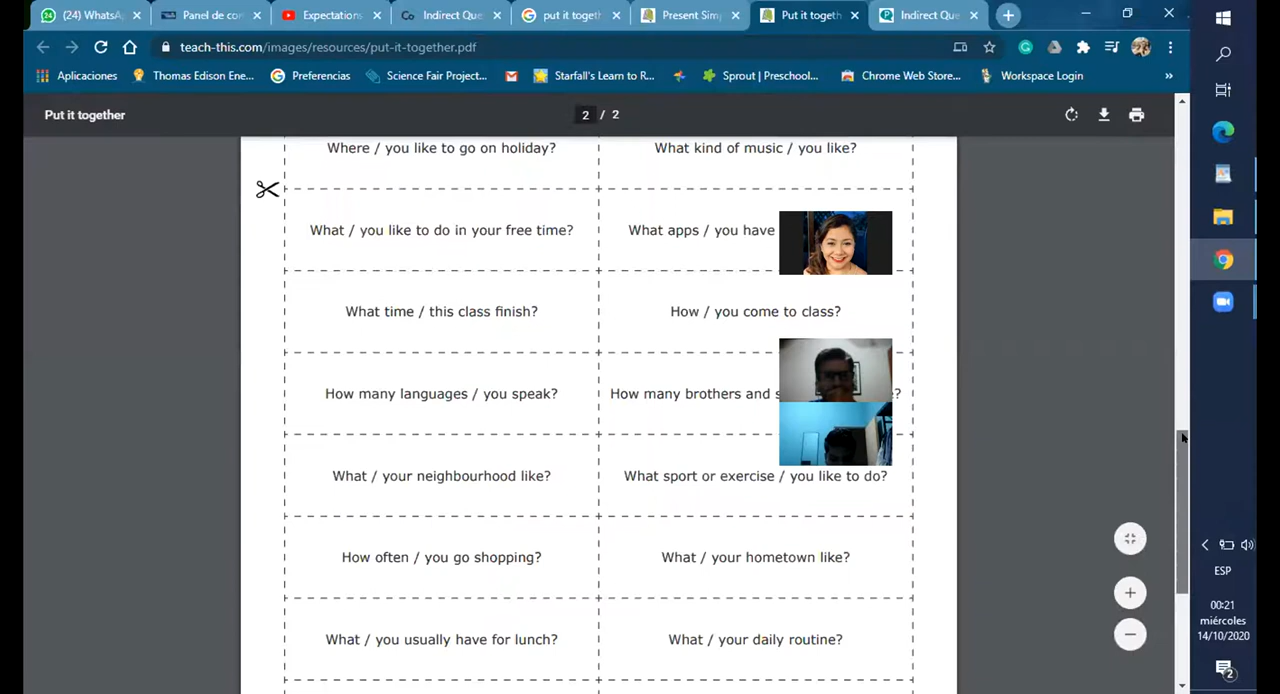 (24) WhatsA
Panel de con
Expectations
Indirect Que
put it togeth
Present Sim
Put it togeth
Indirect Que
teach-this.com/images/resources/put-it-together.pdf
Aplicaciones
Thomas Edison Ene...
Preferencias
Science Fair Project...
Starfall's Learn to R...
Sprout | Preschool...
Chrome Web Store...
Workspace Login
»
Put it together
2 / 2
Where / you like to go on holiday?
What kind of music / you like?
What / you like to do in your free time?
What apps / you have
What time / this class finish?
How / you come to class?
How many languages / you speak?
How many brothers and s
?
What / your neighbourhood like?
What sport or exercise / you like to do?
How often / you go shopping?
What / your hometown like?
What / you usually have for lunch?
What / your daily routine?
ESP
00:21
miércoles
14/10/2020
2